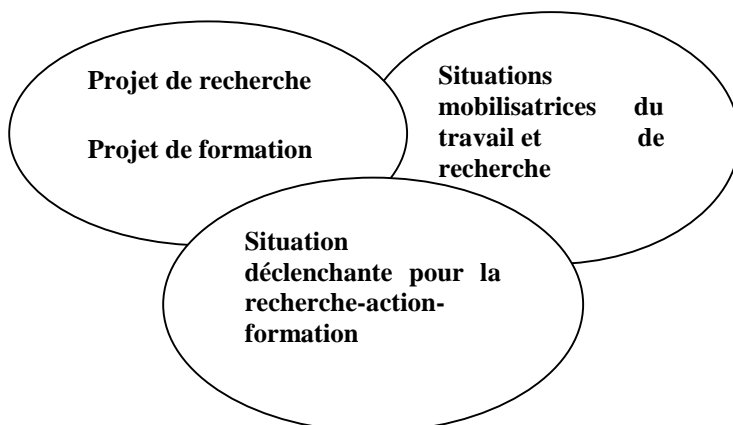 Projet de recherche
Projet de formation
Situations
mobilisatrices du
travail et de
recherche
Situation
déclenchante pour la
recherche-action-
formation